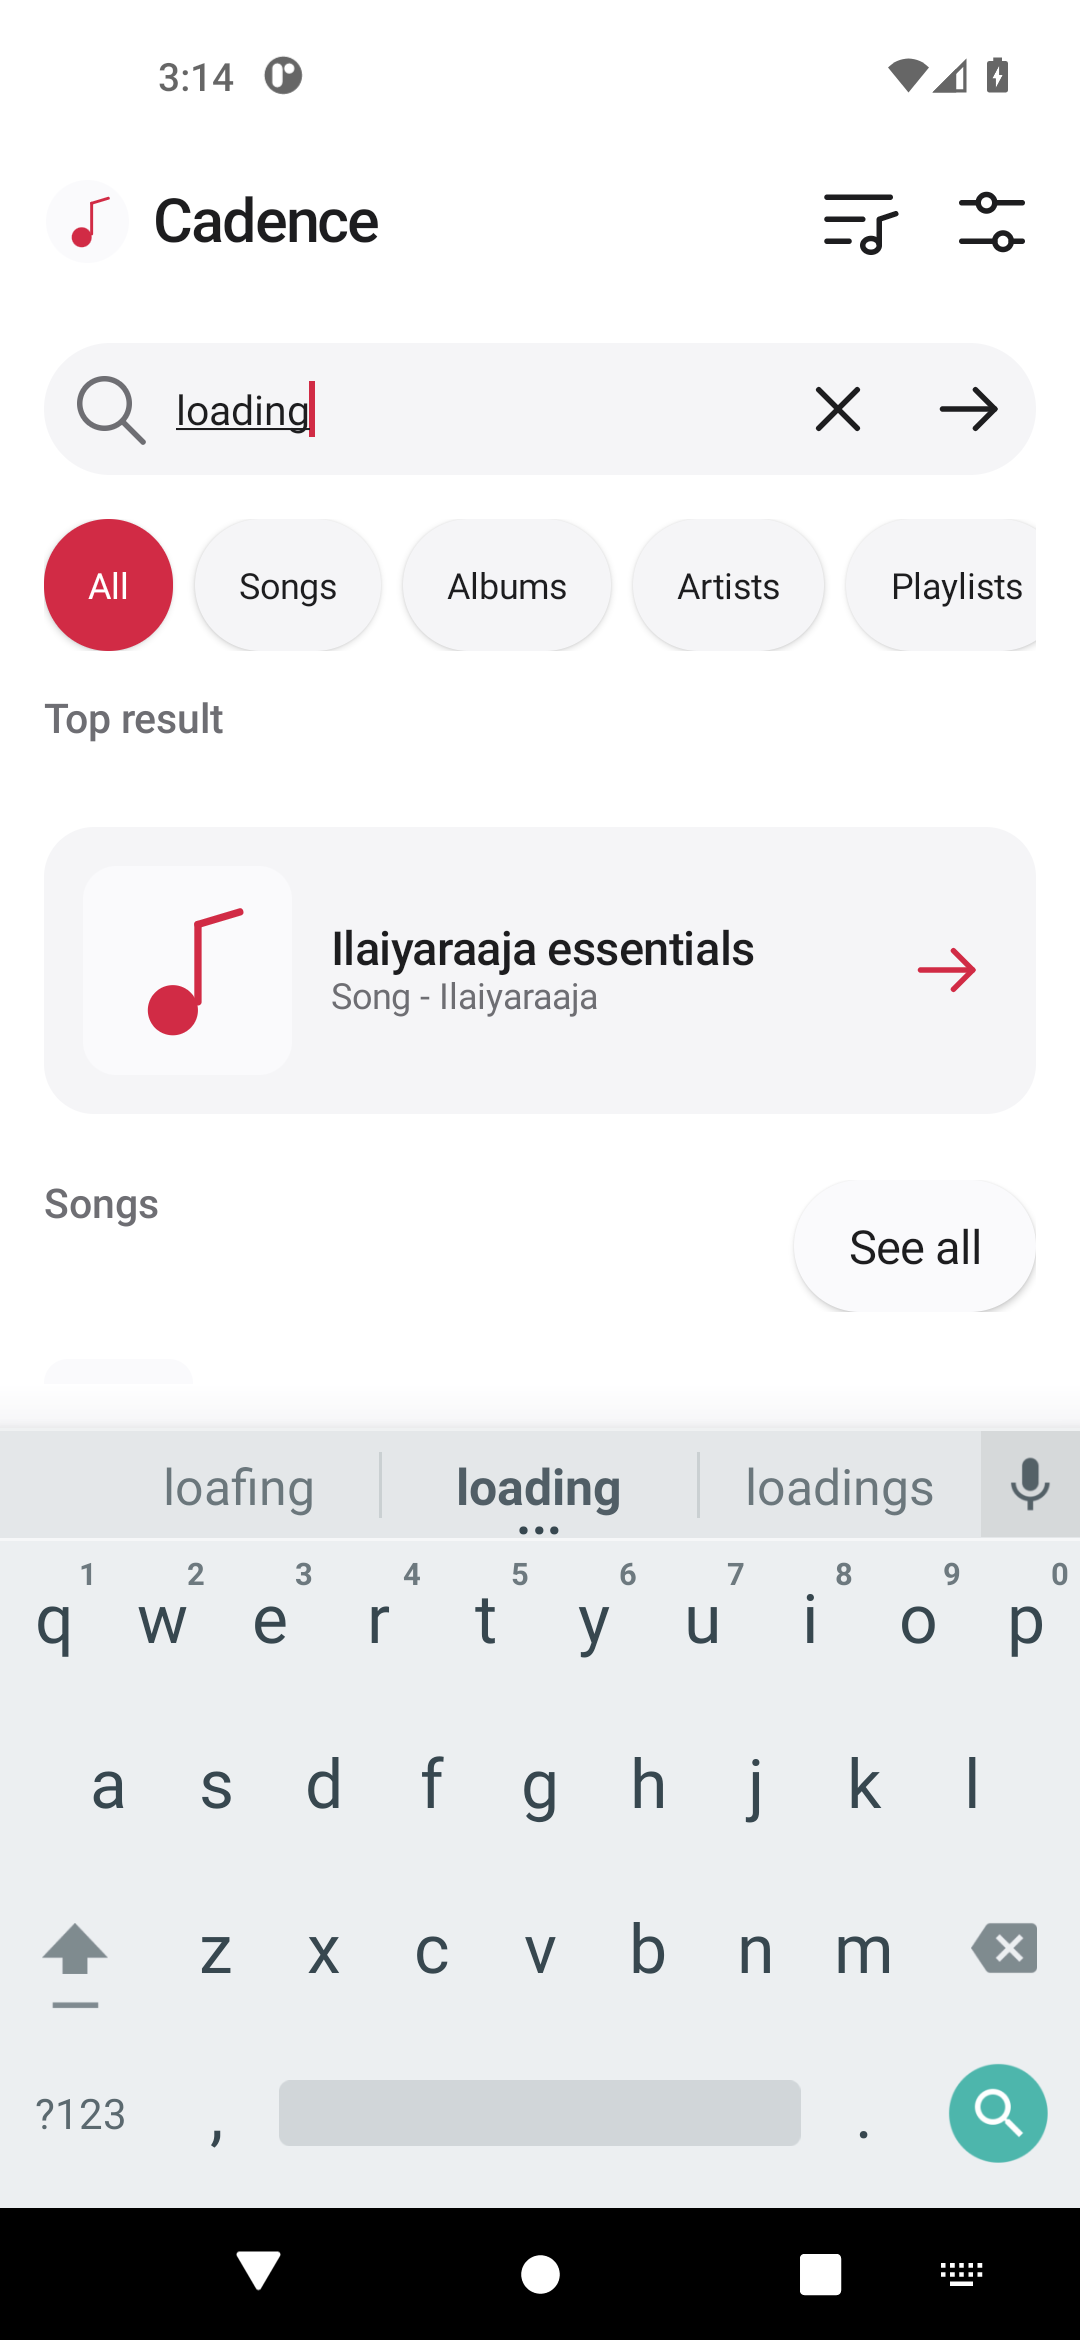 3:14
Cadence
loading
All Songs Albums Artists Playlists
Top result
Ilaiyaraaja essentials
Song - Ilaiyaraaja
Songs
See all
loafing loading loadings
1 2 3 4 5 6 7 8 9 0
q w e r t y u i o p
a s d f g h j k l
z x c v b n m
?123 , .